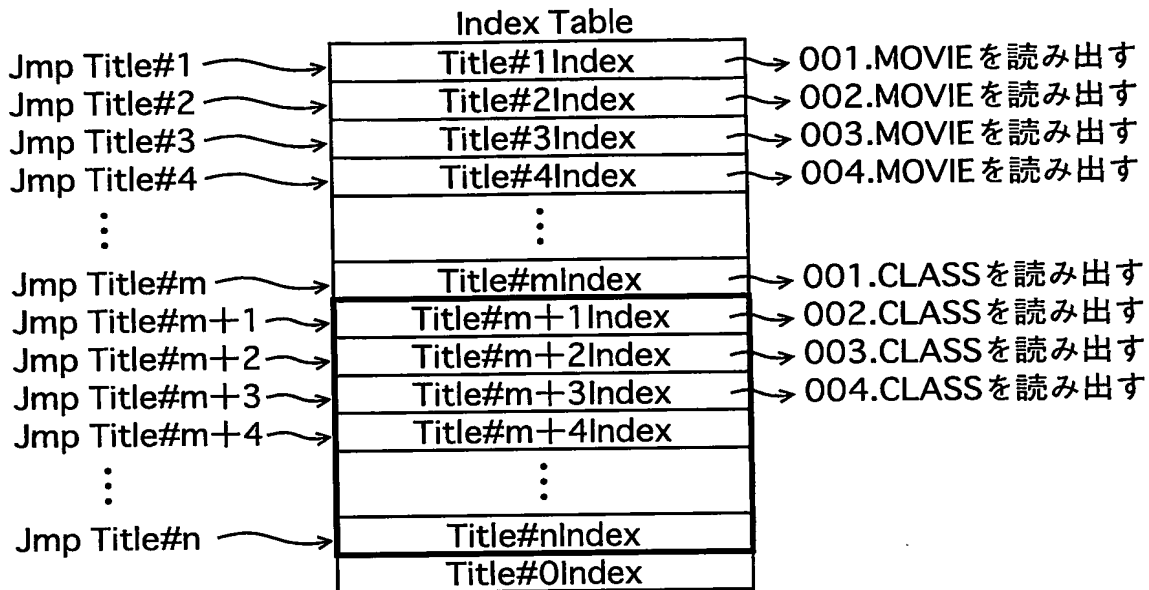 Index Table
Jmp Title#1 Title#1Index 001.MOVIEを読み出す
Jmp Title#2 Title#2Index 002.MOVIEを読み出す
Jmp Title#3 Title#3Index 003.MOVIEを読み出す
Jmp Title#4 Title#4Index 004.MOVIEを読み出す
Jmp Title#m Title#mIndex 001.CLASSを読み出す
Jmp Title#m+1 Title#m+1Index 002.CLASSを読み出す
Jmp Title#m+2 Title#m+2Index 003.CLASSを読み出す
Jmp Title#m+3 Title#m+3Index 004.CLASSを読み出す
Jmp Title#m+4 Title#m+4Index
Jmp Title#n Title#nIndex
Title#0Index